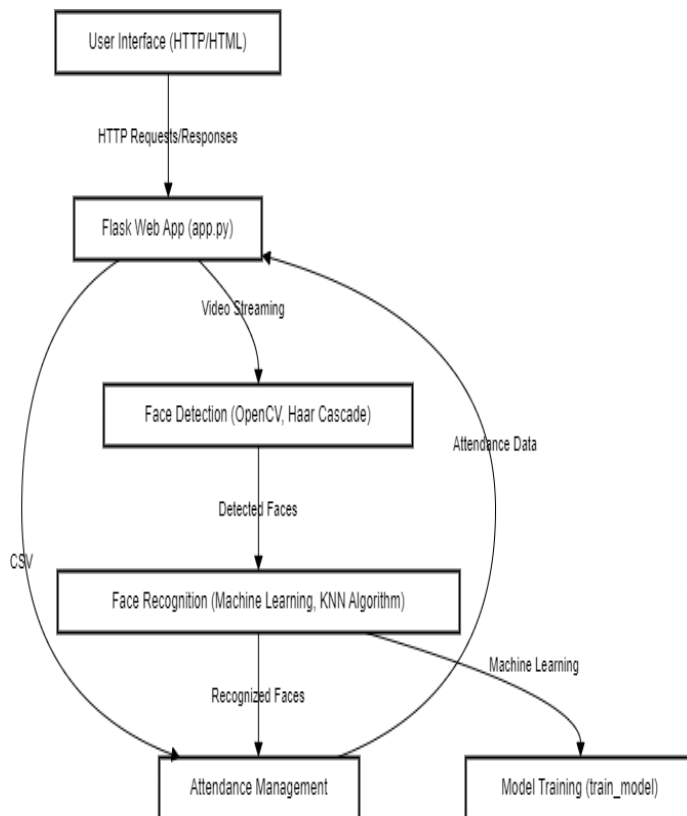 User Interface (HTTP/HTML)
HTTP Requests/Responses
Flask Web App (app.py)
Video Streaming
Face Detection (OpenCV, Haar Cascade)
Attendance Data
Detected Faces
CSV
Face Recognition (Machine Learning, KNN Algorithm)
Machine Learning
Recognized Faces
Attendance Management
Model Training (train_model)